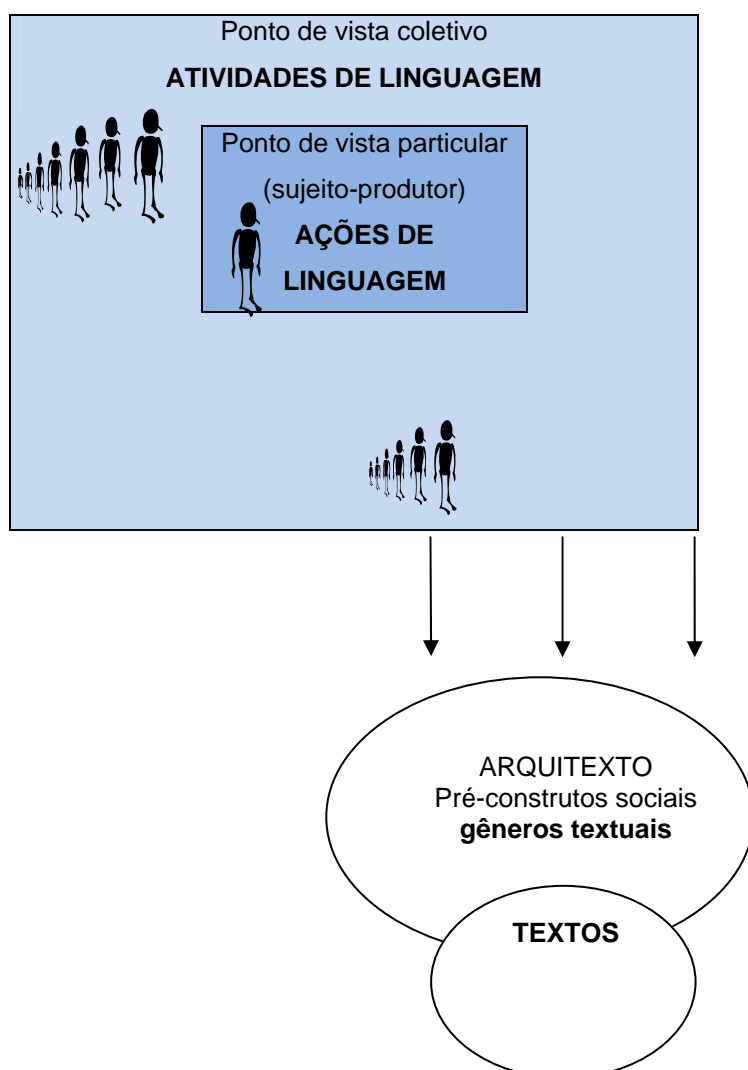 Ponto de vista coletivo
ATIVIDADES DE LINGUAGEM
Ponto de vista particular
(sujeito-produtor)
AÇÕES DE
LINGUAGEM
ARQUITEXTO
Pré-construtos sociais
gêneros textuais
TEXTOS